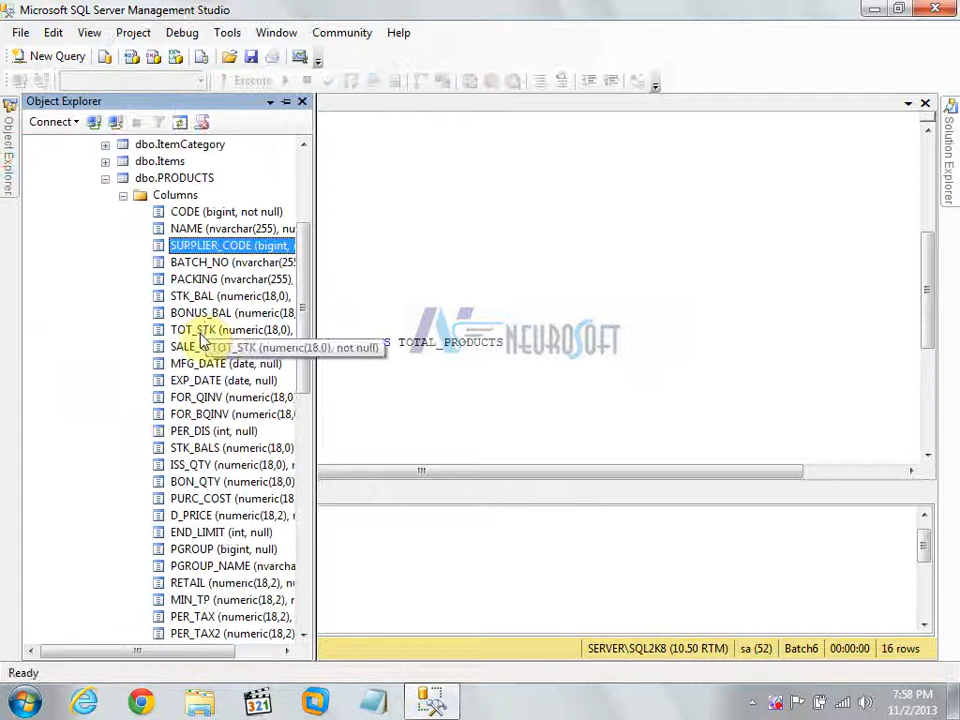 Microsoft SQL Server Management Studio
File Edit View Project Debug Tools Window Community Help
New Query
Execute
Object Explorer
Connect
Object Explorer
Solution Explorer
dbo.ItemCategory
dbo.Items
dbo.PRODUCTS
Columns
CODE (bigint, not null)
NAME (nvarchar(255), nu
SUPPLIER_CODE (bigint,
BATCH_NO (nvarchar(255
PACKING (nvarchar(255),
STK_BAL (numeric(18,0),
BONUS_BAL (numeric(18,
TOT_STK (numeric(18,0),
SALE_
TOT_STK (numeric(18,0), not null)
S TOTAL_PRODUCTS
NEUROSOFT
MFG_DATE (date, null)
EXP_DATE (date, null)
FOR_QINV (numeric(18,0
FOR_BQINV (numeric(18,
PER_DIS (int, null)
STK_BALS (numeric(18,0)
ISS_QTY (numeric(18,0), n
BON_QTY (numeric(18,0)
PURC_COST (numeric(18
D_PRICE (numeric(18,2),
END_LIMIT (int, null)
PGROUP (bigint, null)
PGROUP_NAME (nvarcha
RETAIL (numeric(18,2), nu
MIN_TP (numeric(18,2), n
PER_TAX (numeric(18,2),
PER_TAX2 (numeric(18,2)
SERVER\SQL2K8 (10.50 RTM) sa (52) Batch6 00:00:00 16 rows
Ready
321
7:58 PM
11/2/2013